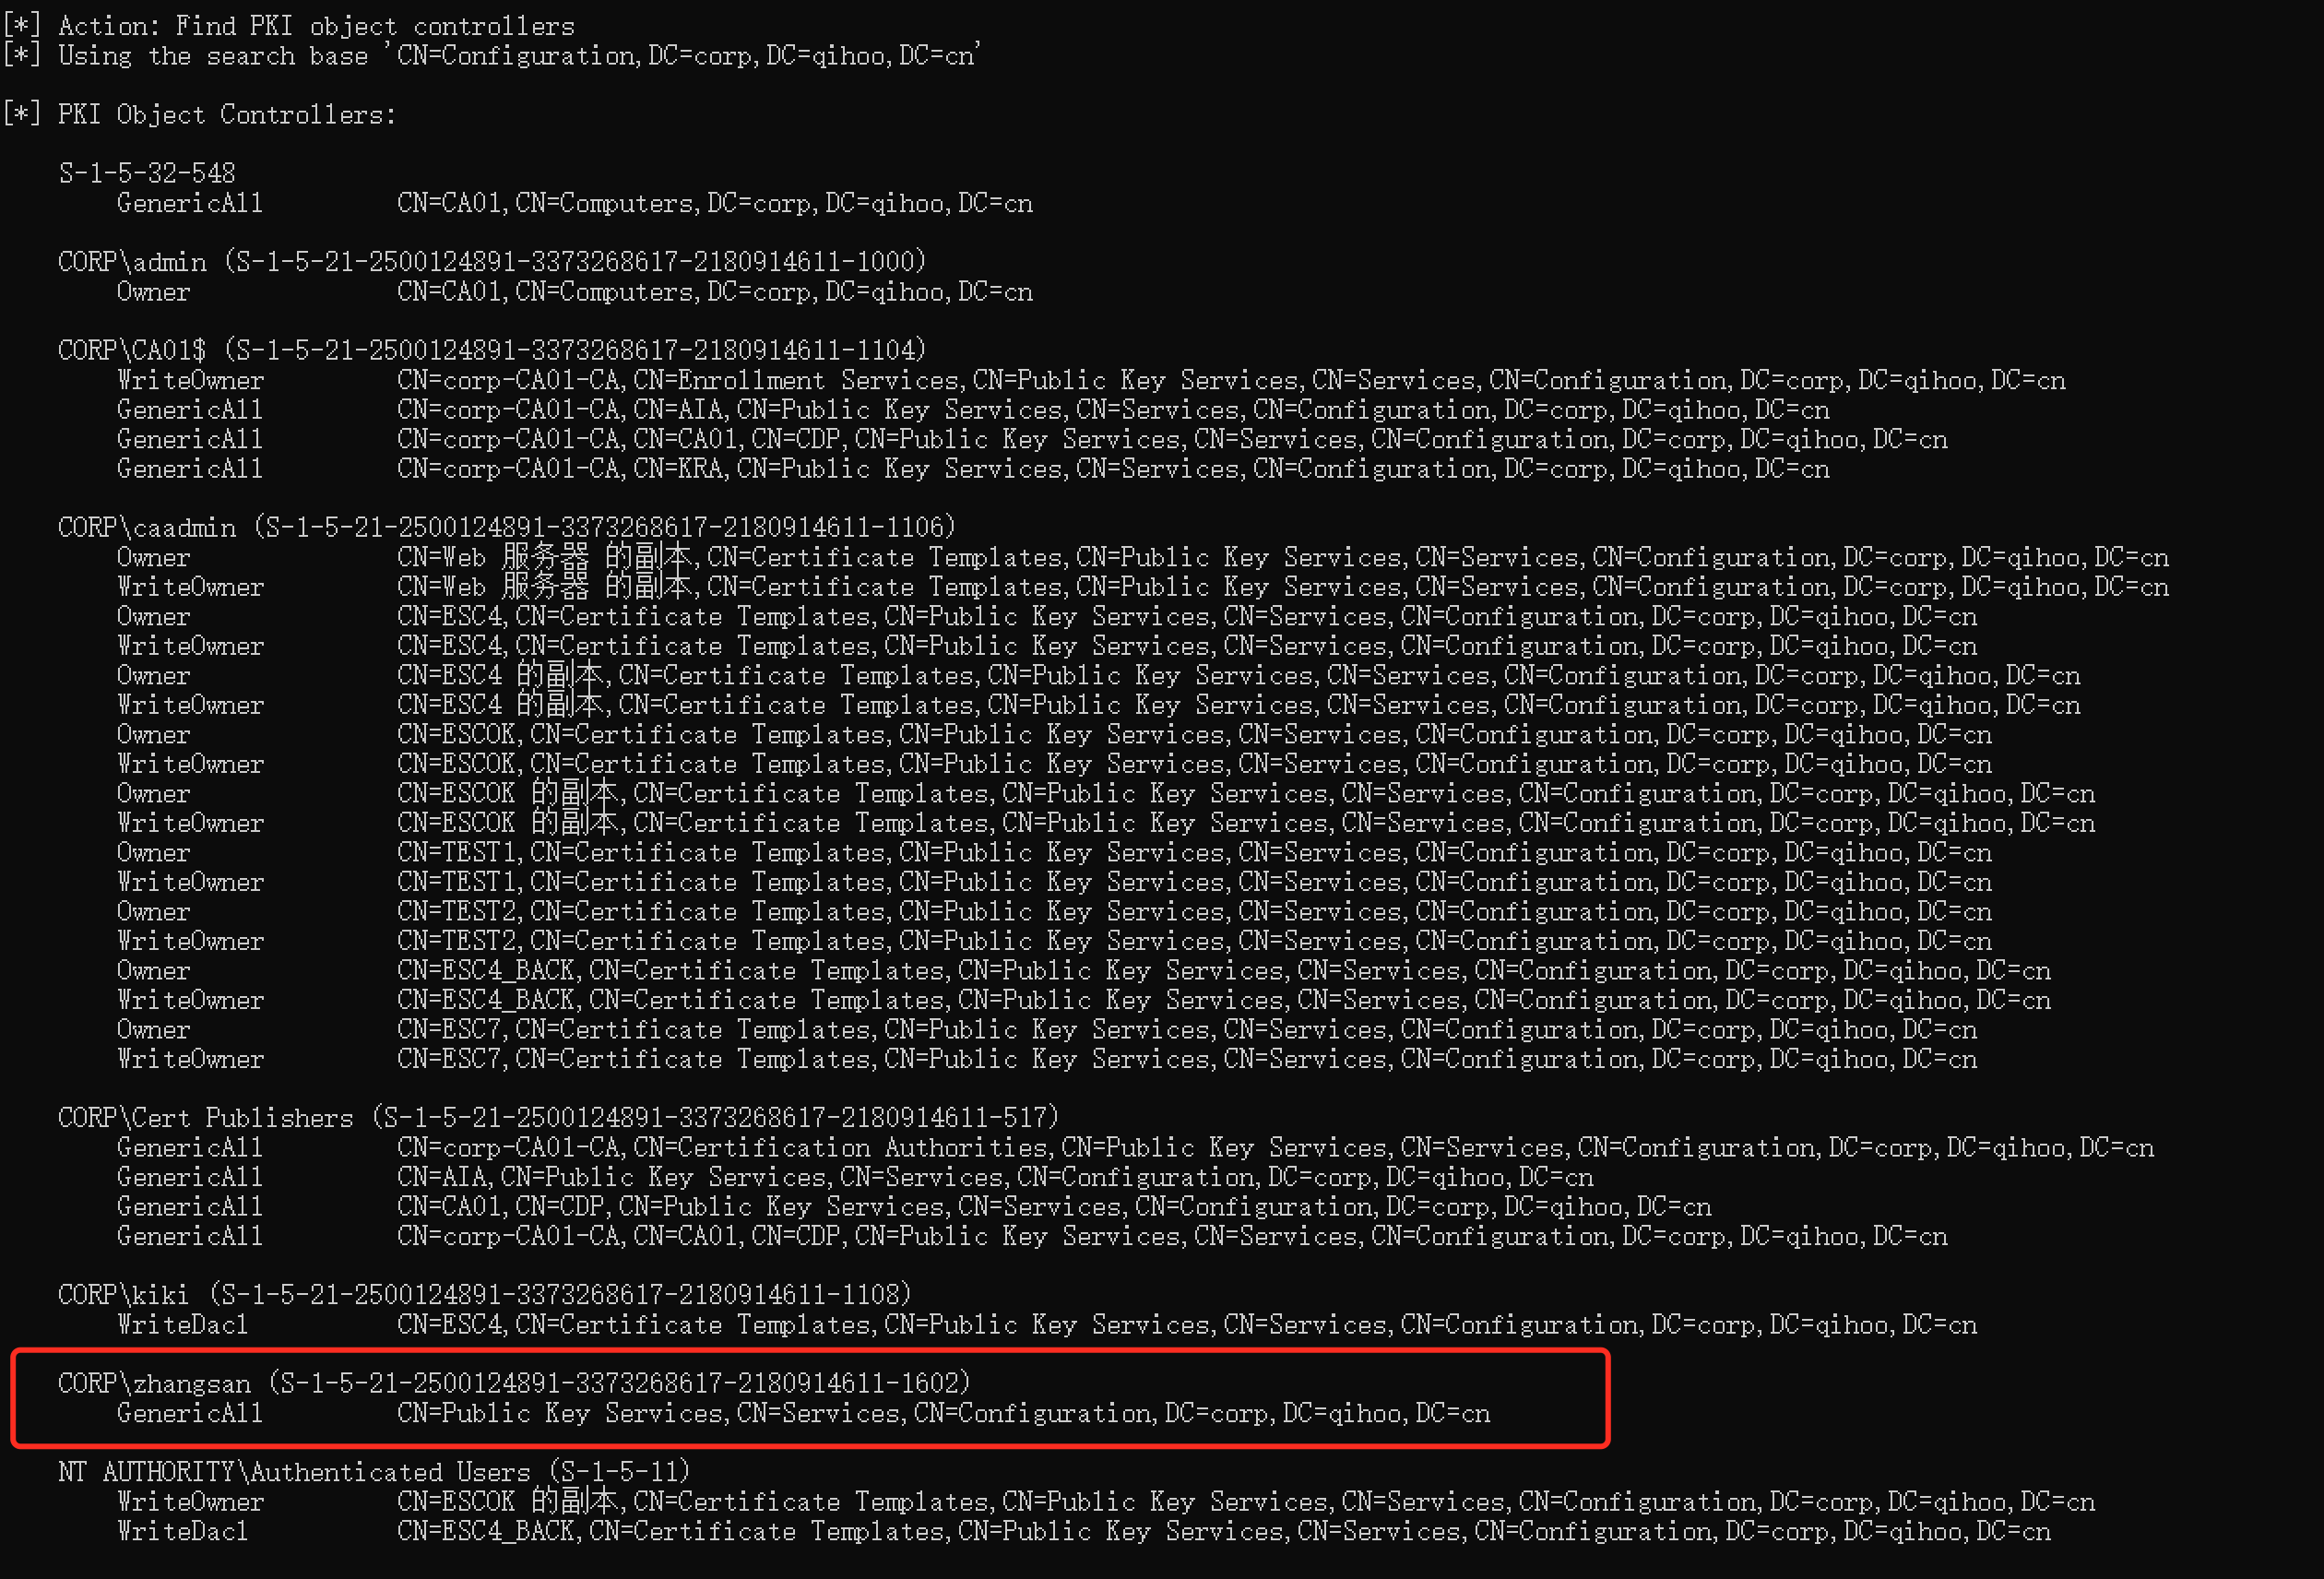 [*] Action: Find PKI object controllers
[*] Using the search base 'CN=Configuration,DC=corp,DC=qihoo,DC=cn'
[*] PKI Object Controllers:
S-1-5-32-548
GenericAll CN=CA01,CN=Computers,DC=corp,DC=qihoo,DC=cn
CORP\admin (S-1-5-21-2500124891-3373268617-2180914611-1000)
Owner CN=CA01,CN=Computers,DC=corp,DC=qihoo,DC=cn
CORP\CA01$ (S-1-5-21-2500124891-3373268617-2180914611-1104)
WriteOwner CN=corp-CA01-CA,CN=Enrollment Services,CN=Public Key Services,CN=Services,CN=Configuration,DC=corp,DC=qihoo,DC=cn
GenericAll CN=corp-CA01-CA,CN=AIA,CN=Public Key Services,CN=Services,CN=Configuration,DC=corp,DC=qihoo,DC=cn
GenericAll CN=corp-CA01-CA,CN=CA01,CN=CDP,CN=Public Key Services,CN=Services,CN=Configuration,DC=corp,DC=qihoo,DC=cn
GenericAll CN=corp-CA01-CA,CN=KRA,CN=Public Key Services,CN=Services,CN=Configuration,DC=corp,DC=qihoo,DC=cn
CORP\caadmin (S-1-5-21-2500124891-3373268617-2180914611-1106)
Owner CN=Web 服务器 的副本,CN=Certificate Templates,CN=Public Key Services,CN=Services,CN=Configuration,DC=corp,DC=qihoo,DC=cn
WriteOwner CN=Web 服务器 的副本,CN=Certificate Templates,CN=Public Key Services,CN=Services,CN=Configuration,DC=corp,DC=qihoo,DC=cn
Owner CN=ESC4,CN=Certificate Templates,CN=Public Key Services,CN=Services,CN=Configuration,DC=corp,DC=qihoo,DC=cn
WriteOwner CN=ESC4,CN=Certificate Templates,CN=Public Key Services,CN=Services,CN=Configuration,DC=corp,DC=qihoo,DC=cn
Owner CN=ESC4 的副本,CN=Certificate Templates,CN=Public Key Services,CN=Services,CN=Configuration,DC=corp,DC=qihoo,DC=cn
WriteOwner CN=ESC4 的副本,CN=Certificate Templates,CN=Public Key Services,CN=Services,CN=Configuration,DC=corp,DC=qihoo,DC=cn
Owner CN=ESCOK,CN=Certificate Templates,CN=Public Key Services,CN=Services,CN=Configuration,DC=corp,DC=qihoo,DC=cn
WriteOwner CN=ESCOK,CN=Certificate Templates,CN=Public Key Services,CN=Services,CN=Configuration,DC=corp,DC=qihoo,DC=cn
Owner CN=ESCOK 的副本,CN=Certificate Templates,CN=Public Key Services,CN=Services,CN=Configuration,DC=corp,DC=qihoo,DC=cn
WriteOwner CN=ESCOK 的副本,CN=Certificate Templates,CN=Public Key Services,CN=Services,CN=Configuration,DC=corp,DC=qihoo,DC=cn
Owner CN=TEST1,CN=Certificate Templates,CN=Public Key Services,CN=Services,CN=Configuration,DC=corp,DC=qihoo,DC=cn
WriteOwner CN=TEST1,CN=Certificate Templates,CN=Public Key Services,CN=Services,CN=Configuration,DC=corp,DC=qihoo,DC=cn
Owner CN=TEST2,CN=Certificate Templates,CN=Public Key Services,CN=Services,CN=Configuration,DC=corp,DC=qihoo,DC=cn
WriteOwner CN=TEST2,CN=Certificate Templates,CN=Public Key Services,CN=Services,CN=Configuration,DC=corp,DC=qihoo,DC=cn
Owner CN=ESC4_BACK,CN=Certificate Templates,CN=Public Key Services,CN=Services,CN=Configuration,DC=corp,DC=qihoo,DC=cn
WriteOwner CN=ESC4_BACK,CN=Certificate Templates,CN=Public Key Services,CN=Services,CN=Configuration,DC=corp,DC=qihoo,DC=cn
Owner CN=ESC7,CN=Certificate Templates,CN=Public Key Services,CN=Services,CN=Configuration,DC=corp,DC=qihoo,DC=cn
WriteOwner CN=ESC7,CN=Certificate Templates,CN=Public Key Services,CN=Services,CN=Configuration,DC=corp,DC=qihoo,DC=cn
CORP\Cert Publishers (S-1-5-21-2500124891-3373268617-2180914611-517)
GenericAll CN=corp-CA01-CA,CN=Certification Authorities,CN=Public Key Services,CN=Services,CN=Configuration,DC=corp,DC=qihoo,DC=cn
GenericAll CN=AIA,CN=Public Key Services,CN=Services,CN=Configuration,DC=corp,DC=qihoo,DC=cn
GenericAll CN=CA01,CN=CDP,CN=Public Key Services,CN=Services,CN=Configuration,DC=corp,DC=qihoo,DC=cn
GenericAll CN=corp-CA01-CA,CN=CA01,CN=CDP,CN=Public Key Services,CN=Services,CN=Configuration,DC=corp,DC=qihoo,DC=cn
CORP\kiki (S-1-5-21-2500124891-3373268617-2180914611-1108)
WriteDacl CN=ESC4,CN=Certificate Templates,CN=Public Key Services,CN=Services,CN=Configuration,DC=corp,DC=qihoo,DC=cn
CORP\zhangsan (S-1-5-21-2500124891-3373268617-2180914611-1602)
GenericAll CN=Public Key Services,CN=Services,CN=Configuration,DC=corp,DC=qihoo,DC=cn
NT AUTHORITY\Authenticated Users (S-1-5-11)
WriteOwner CN=ESCOK 的副本,CN=Certificate Templates,CN=Public Key Services,CN=Services,CN=Configuration,DC=corp,DC=qihoo,DC=cn
WriteDacl CN=ESC4_BACK,CN=Certificate Templates,CN=Public Key Services,CN=Services,CN=Configuration,DC=corp,DC=qihoo,DC=cn